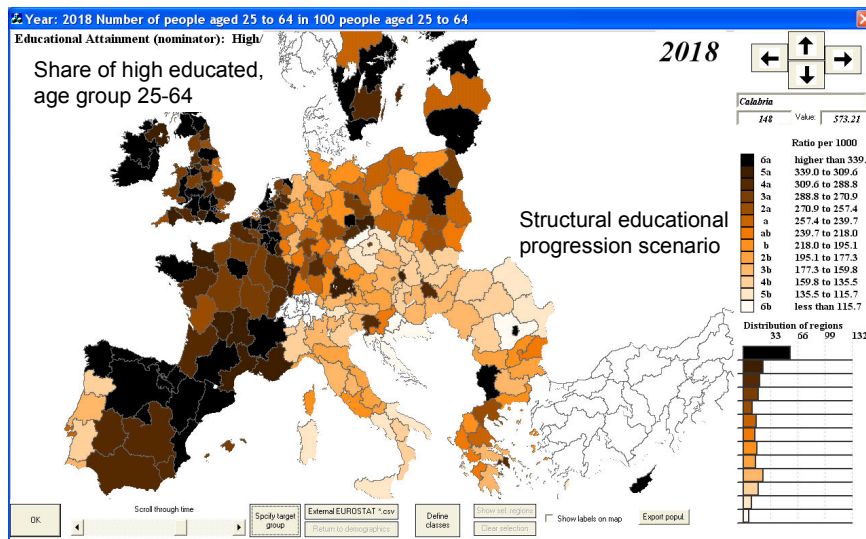 Year: 2018 Number of people aged 25 to 64 in 100 people aged 25 to 64
Educational Attainment (nominator): High/
2018
Share of high educated,
age group 25-64
Calabria
148 Value: 573.21
Ratio per 1000
6a higher than 339.
5a 339.0 to 309.6
4a 309.6 to 288.8
3a 288.8 to 270.9
2a 270.9 to 257.4
a 257.4 to 239.7
ab 239.7 to 218.0
b 218.0 to 195.1
2b 195.1 to 177.3
3b 177.3 to 159.8
4b 159.8 to 135.5
5b 135.5 to 115.7
6b less than 115.7
Structural educational
progression scenario
Distribution of regions
33 66 99 132
OK
Scroll through time
Spcify target
group
External EUROSTAT *.csv
Return to demographics
Define
classes
Show sel. regions
Clear selection
Show labels on map
Export popul